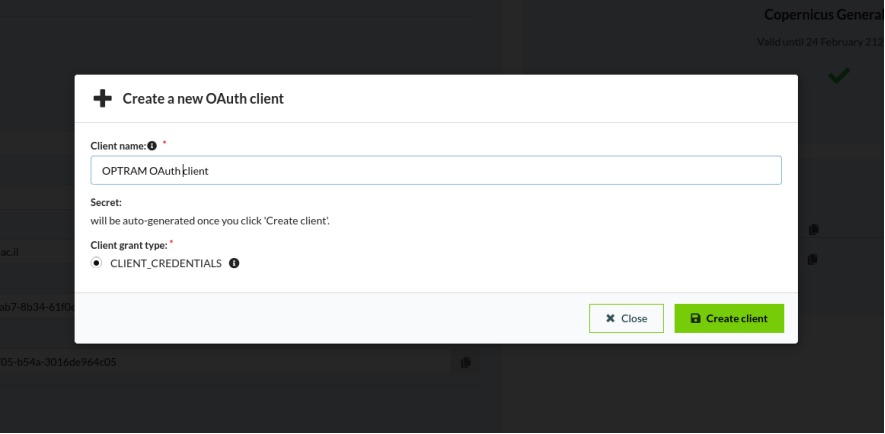 Copernicus General
Valid until 24 February 212
Create a new OAuth client
Client name: *
OPTRAM OAuth client
Secret:
will be auto-generated once you click 'Create client'.
Client grant type: *
CLIENT_CREDENTIALS
Close
Create client
ac.il
ab7-8b34-61f0e
05-b54a-3016de964c05